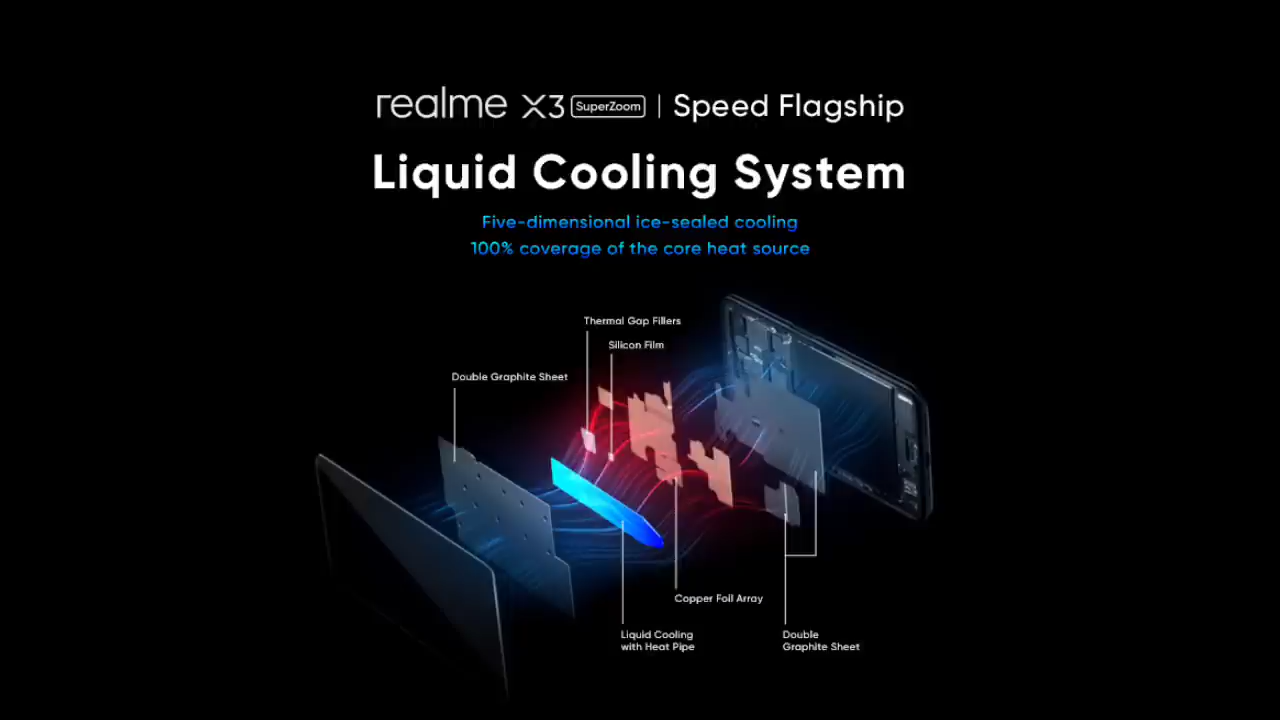 realme X3 SuperZoom | Speed Flagship
Liquid Cooling System
Five-dimensional ice-sealed cooling
100% coverage of the core heat source
Thermal Gap Fillers
Silicon Film
Double Graphite Sheet
Copper Foil Array
Liquid Cooling
with Heat Pipe
Double
Graphite Sheet